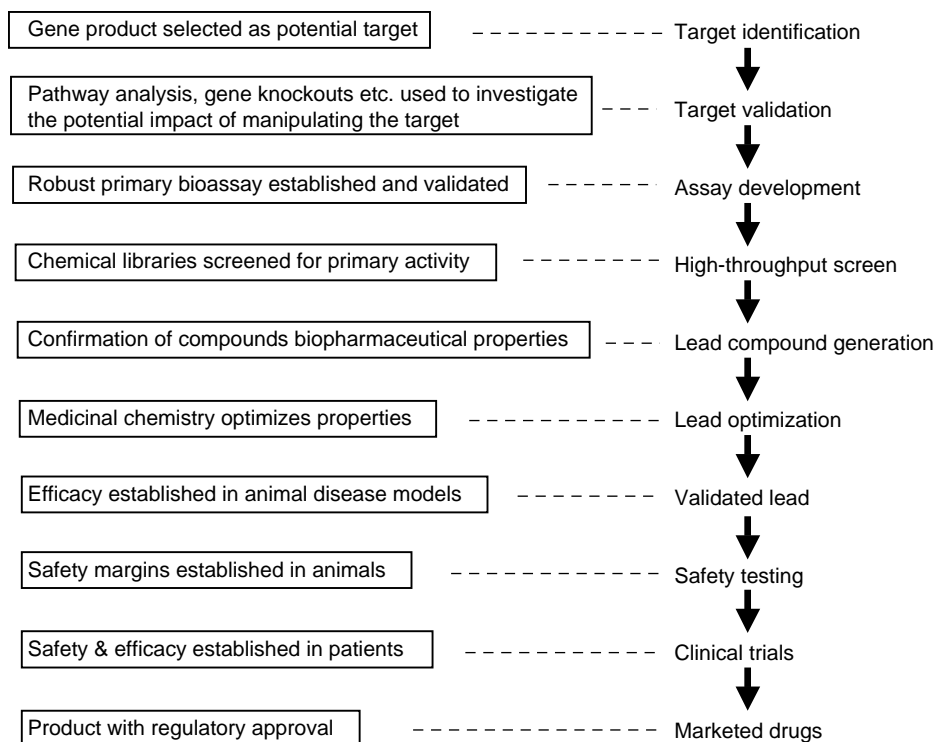 Gene product selected as potential target
Target identification
Pathway analysis, gene knockouts etc. used to investigate
the potential impact of manipulating the target
Target validation
Robust primary bioassay established and validated
Assay development
Chemical libraries screened for primary activity
High-throughput screen
Confirmation of compounds biopharmaceutical properties
Lead compound generation
Medicinal chemistry optimizes properties
Lead optimization
Efficacy established in animal disease models
Validated lead
Safety margins established in animals
Safety testing
Safety & efficacy established in patients
Clinical trials
Product with regulatory approval
Marketed drugs